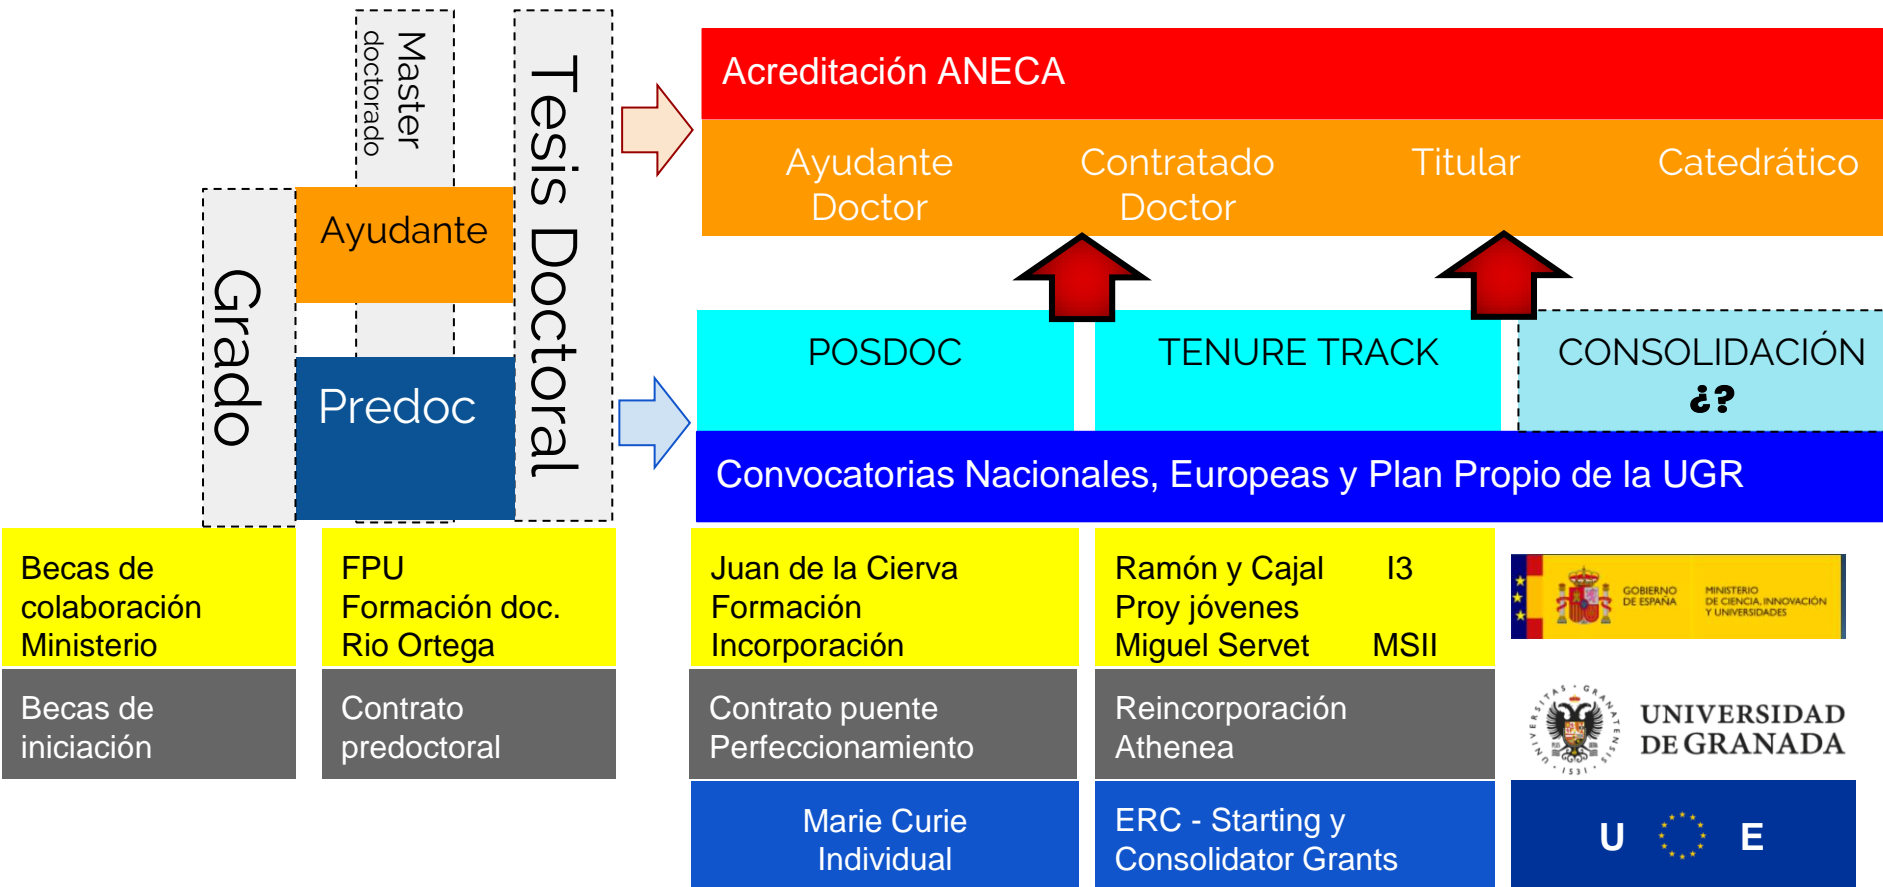 Grado
Master
doctorado
Ayudante
Predoc
Tesis Doctoral
Acreditación ANECA
Ayudante
Doctor
Contratado
Doctor
Titular
Catedrático
POSDOC
TENURE TRACK
CONSOLIDACIÓN
¿?
Convocatorias Nacionales, Europeas y Plan Propio de la UGR
Becas de
colaboración
Ministerio
FPU
Formación doc.
Rio Ortega
Juan de la Cierva
Formación
Incorporación
Ramón y Cajal I3
Proy jóvenes
Miguel Servet MSII
GOBIERNO
DE ESPAÑA
MINISTERIO
DE CIENCIA, INNOVACIÓN
Y UNIVERSIDADES
Becas de
iniciación
Contrato
predoctoral
Contrato puente
Perfeccionamiento
Reincorporación
Athenea
UNIVERSITAS · GRANATENSIS · 1531 ·
UNIVERSIDAD
DE GRANADA
Marie Curie
Individual
ERC - Starting y
Consolidator Grants
U E